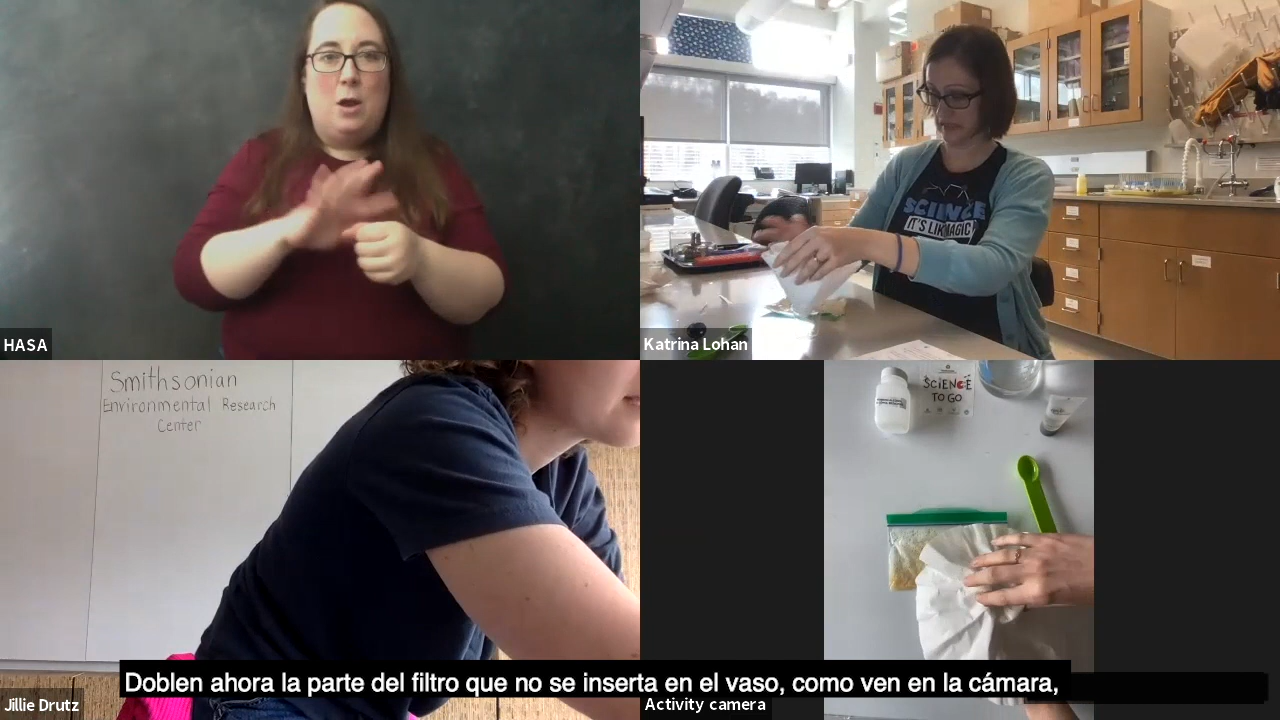 HASA
SCIENCE
IT'S LIKE MAGIC
Katrina Lohan
Smithsonian
Environmental Research
Center
SCIENCE
TO GO
Doblen ahora la parte del filtro que no se inserta en el vaso, como ven en la cámara,
Jillie Drutz
Activity camera